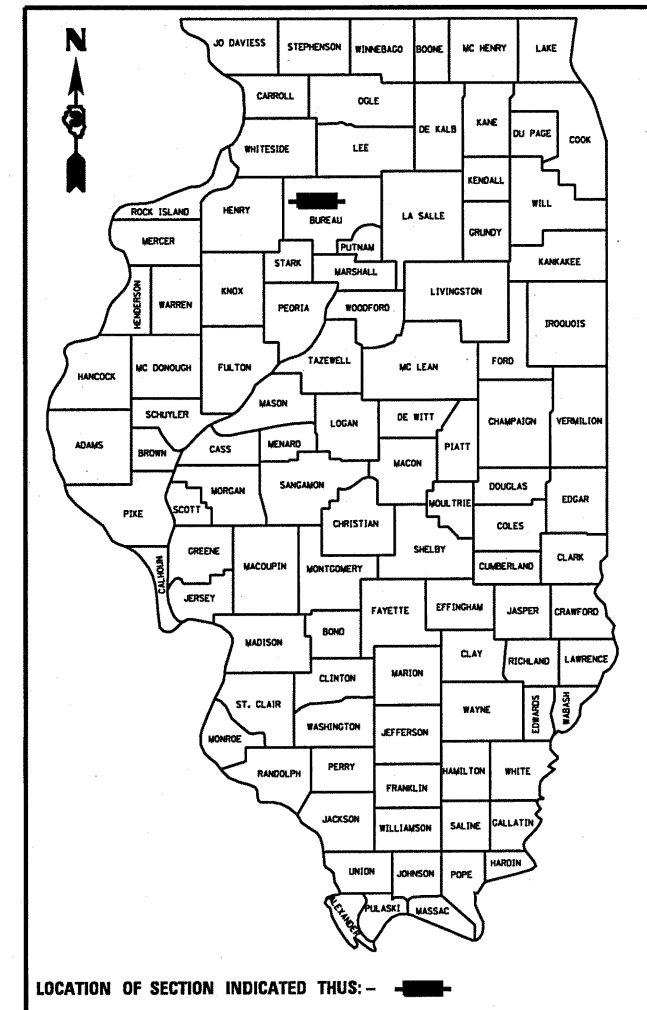 N
JO DAVIESS STEPHENSON WINNEBAGO BOONE MC HENRY LAKE
CARROLL OGLE DE KALB KANE DU PAGE COOK
WHITESIDE LEE
KENDALL WILL
ROCK ISLAND HENRY BUREAU LA SALLE GRUNDY
MERCER PUTNAM
STARK MARSHALL KANKAKEE
HENDERSON WARREN KNOX PEORIA WOODFORD LIVINGSTON IROQUOIS
HANCOCK MC DONOUGH FULTON TAZEWELL MC LEAN FORD
SCHUYLER MASON LOGAN DE WITT PIATT CHAMPAIGN VERMILION
ADAMS BROWN CASS MENARD MACON
PIKE SCOTT MORGAN SANGAMON CHRISTIAN MOULTRIE DOUGLAS EDGAR
COLES
CALHOUN GREENE MACOUPIN MONTGOMERY SHELBY CUMBERLAND CLARK
JERSEY FAYETTE EFFINGHAM JASPER CRAWFORD
MADISON BOND CLAY RICHLAND LAWRENCE
ST. CLAIR CLINTON MARION WAYNE EDWARDS WABASH
MONROE WASHINGTON JEFFERSON
RANDOLPH PERRY FRANKLIN HAMILTON WHITE
JACKSON WILLIAMSON SALINE GALLATIN
UNION JOHNSON POPE HARDIN
ALEXANDER PULASKI MASSAC
LOCATION OF SECTION INDICATED THUS: -